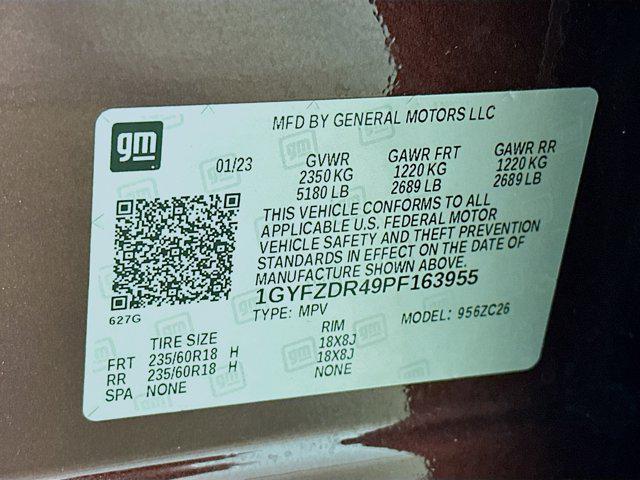 MFD BY GENERAL MOTORS LLC
gm
01/23 GVWR GAWR FRT GAWR RR
2350 KG 1220 KG 1220 KG
5180 LB 2689 LB 2689 LB
THIS VEHICLE CONFORMS TO ALL
APPLICABLE U.S. FEDERAL MOTOR
VEHICLE SAFETY AND THEFT PREVENTION
STANDARDS IN EFFECT ON THE DATE OF
MANUFACTURE SHOWN ABOVE.
1GYFZDR49PF163955
627G
TYPE: MPV MODEL: 956ZC26
TIRE SIZE RIM
FRT 235/60R18 H 18X8J
RR 235/60R18 H 18X8J
SPA NONE NONE